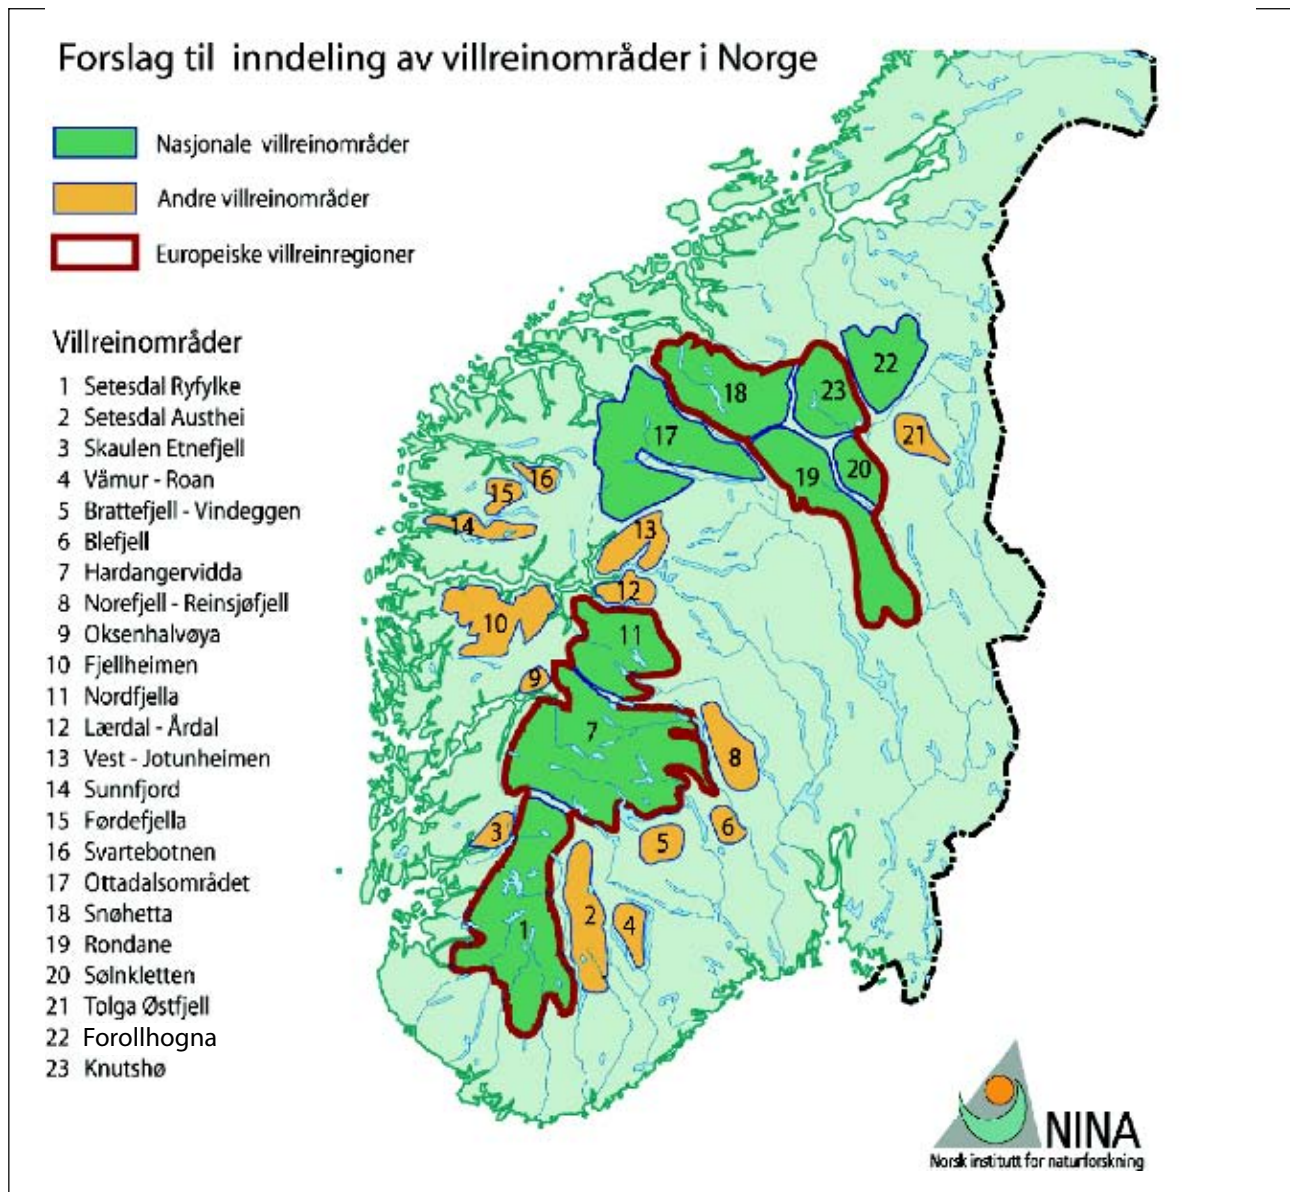 Forslag til inndeling av villreinområder i Norge
Nasjonale villreinområder
Andre villreinområder
Europeiske villreinregioner
Villreinområder
1 Setesdal Ryfylke
2 Setesdal Austhei
3 Skaulen Etnefjell
4 Våmur - Roan
5 Brattefjell - Vindeggen
6 Blefjell
7 Hardangervidda
8 Norefjell - Reinsjøfjell
9 Oksenhalvøya
10 Fjellheimen
11 Nordfjella
12 Lærdal - Årdal
13 Vest - Jotunheimen
14 Sunnfjord
15 Førdefjella
16 Svartebotnen
17 Ottadalsområdet
18 Snøhetta
19 Rondane
20 Sølnkletten
21 Tolga Østfjell
22 Forollhogna
23 Knutshø
22
18
23
17
21
19
20
16
15
14
13
12
10
11
9
7
8
3
6
5
2
4
1
NINA
Norsk institutt for naturforskning